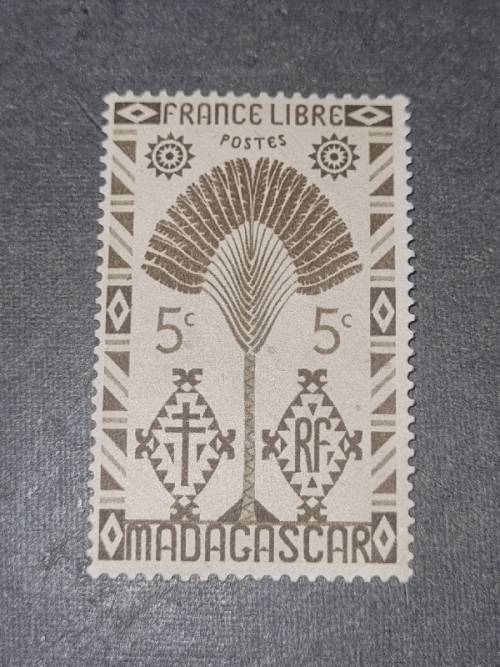 FRANCE LIBRE
POSTES
5c 5c
RF
MADAGASCAR